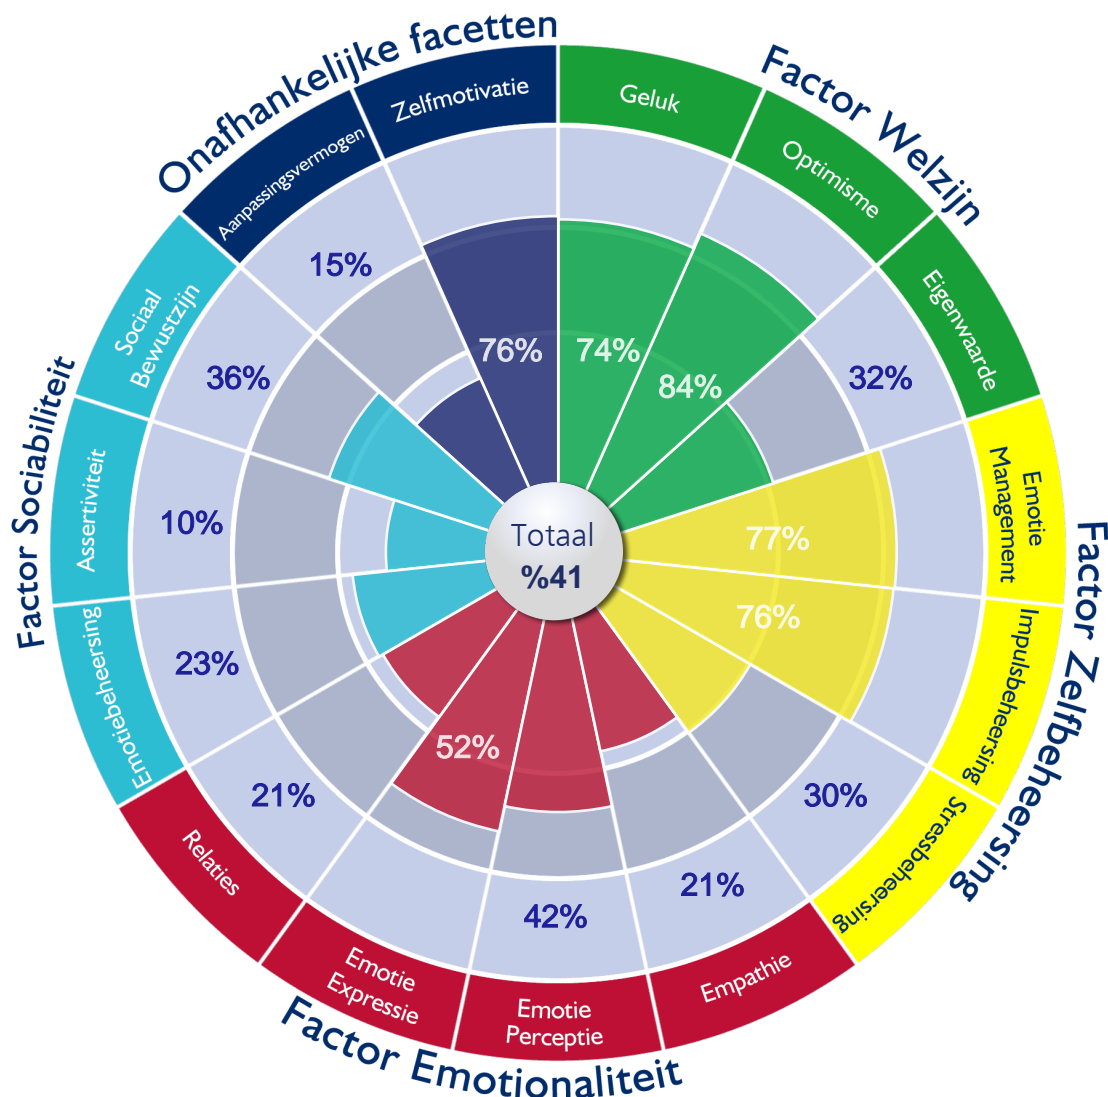 Onafhankelijke facetten
Zelfmotivatie
76%
Aanpassingsvermogen
15%
Factor Welzijn
Geluk
74%
Optimisme
84%
Eigenwaarde
32%
Factor Zelfbeheersing
Emotie
Management
77%
Impulsbeheersing
76%
Stressbeheersing
30%
Factor Emotionaliteit
Empathie
21%
Emotie
Perceptie
42%
Emotie
Expressie
52%
Relaties
21%
Factor Sociabiliteit
Emotiebeheersing
23%
Assertiviteit
10%
Sociaal
Bewustzijn
36%
Totaal
%41